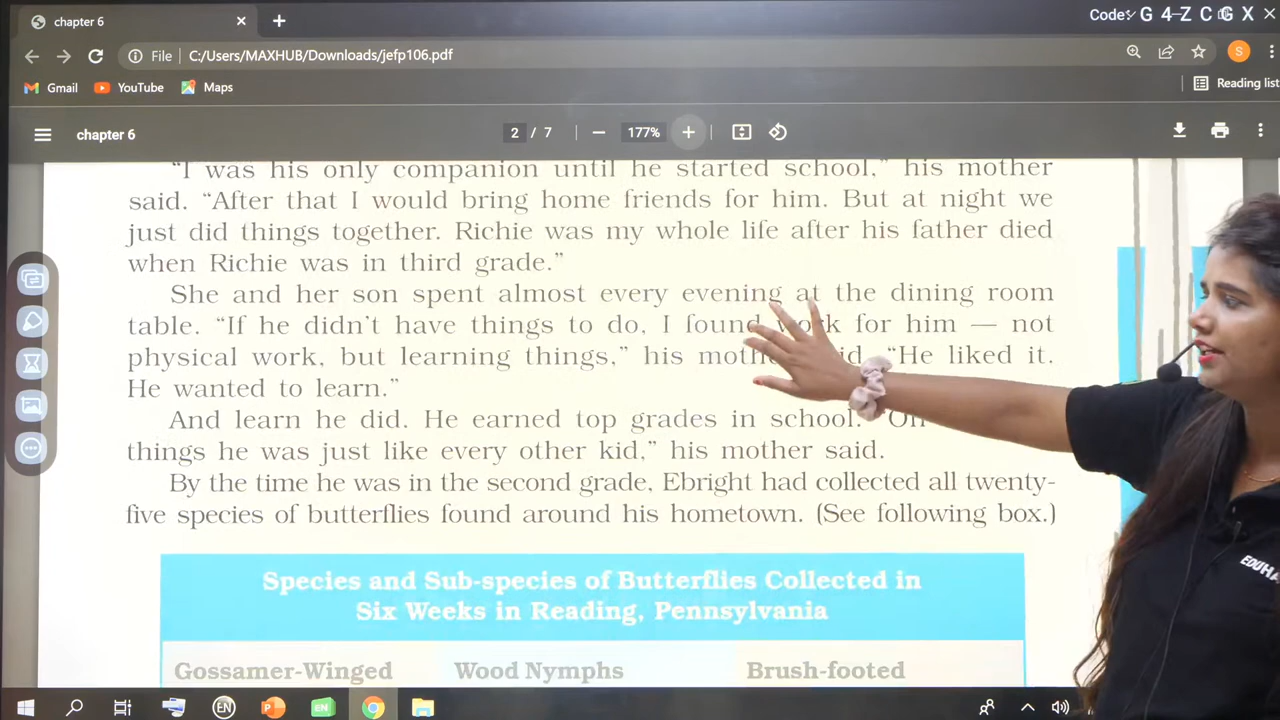 chapter 6
Code: G 4-Z C G X
File
C:/Users/MAXHUB/Downloads/jefp106.pdf
Gmail
YouTube
Maps
Reading list
chapter 6
2 / 7
177%
S
"I was his only companion until he started school," his mother
said. "After that I would bring home friends for him. But at night we
just did things together. Richie was my whole life after his father died
when Richie was in third grade."
She and her son spent almost every evening at the dining room
table. "If he didn't have things to do, I found work for him — not
physical work, but learning things," his "He liked it.
He wanted to learn."
And learn he did. He earned top grades in school.
things he was just like every other kid," his mother said.
By the time he was in the second grade, Ebright had collected all twenty-
five species of butterflies found around his hometown. (See following box.)
Species and Sub-species of Butterflies Collected in
Six Weeks in Reading, Pennsylvania
Gossamer-Winged
Wood Nymphs
Brush-footed
EN
EN